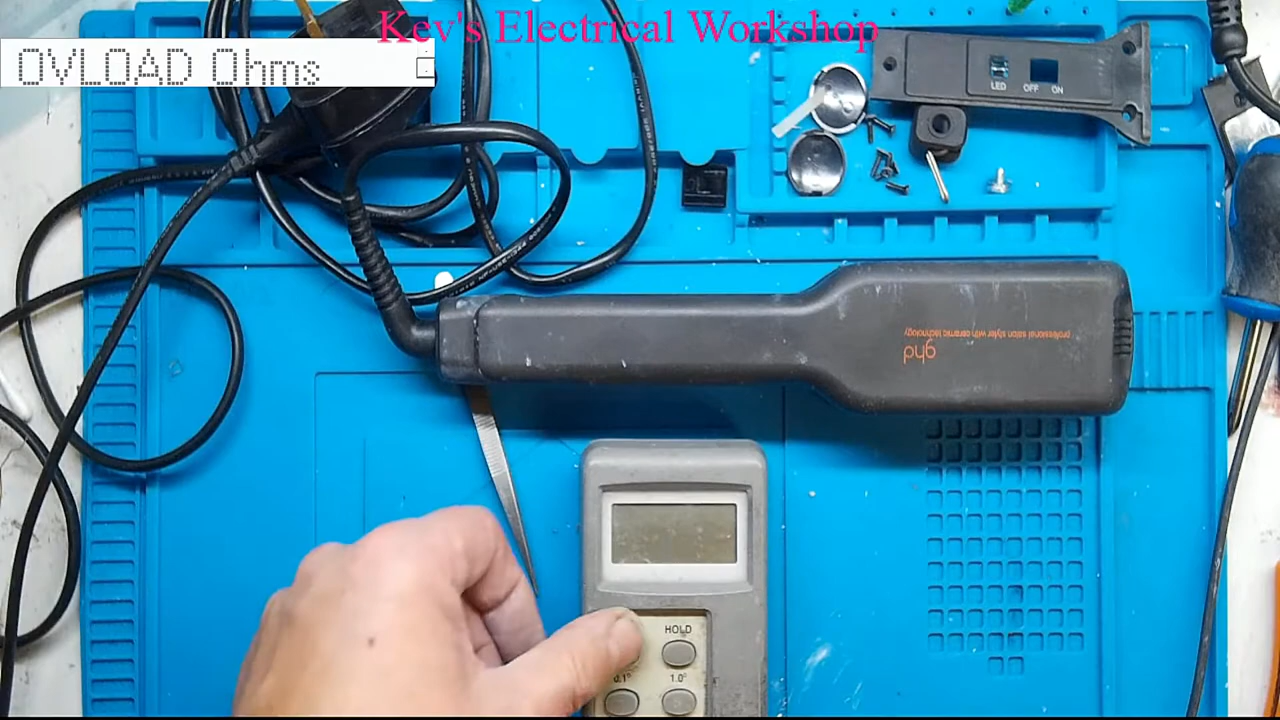 Kev's Electrical Workshop
OVLOAD Ohms
LED OFF ON
professional salon styler with ceramic technology
ghd
HOLD
0.1° 1.0°